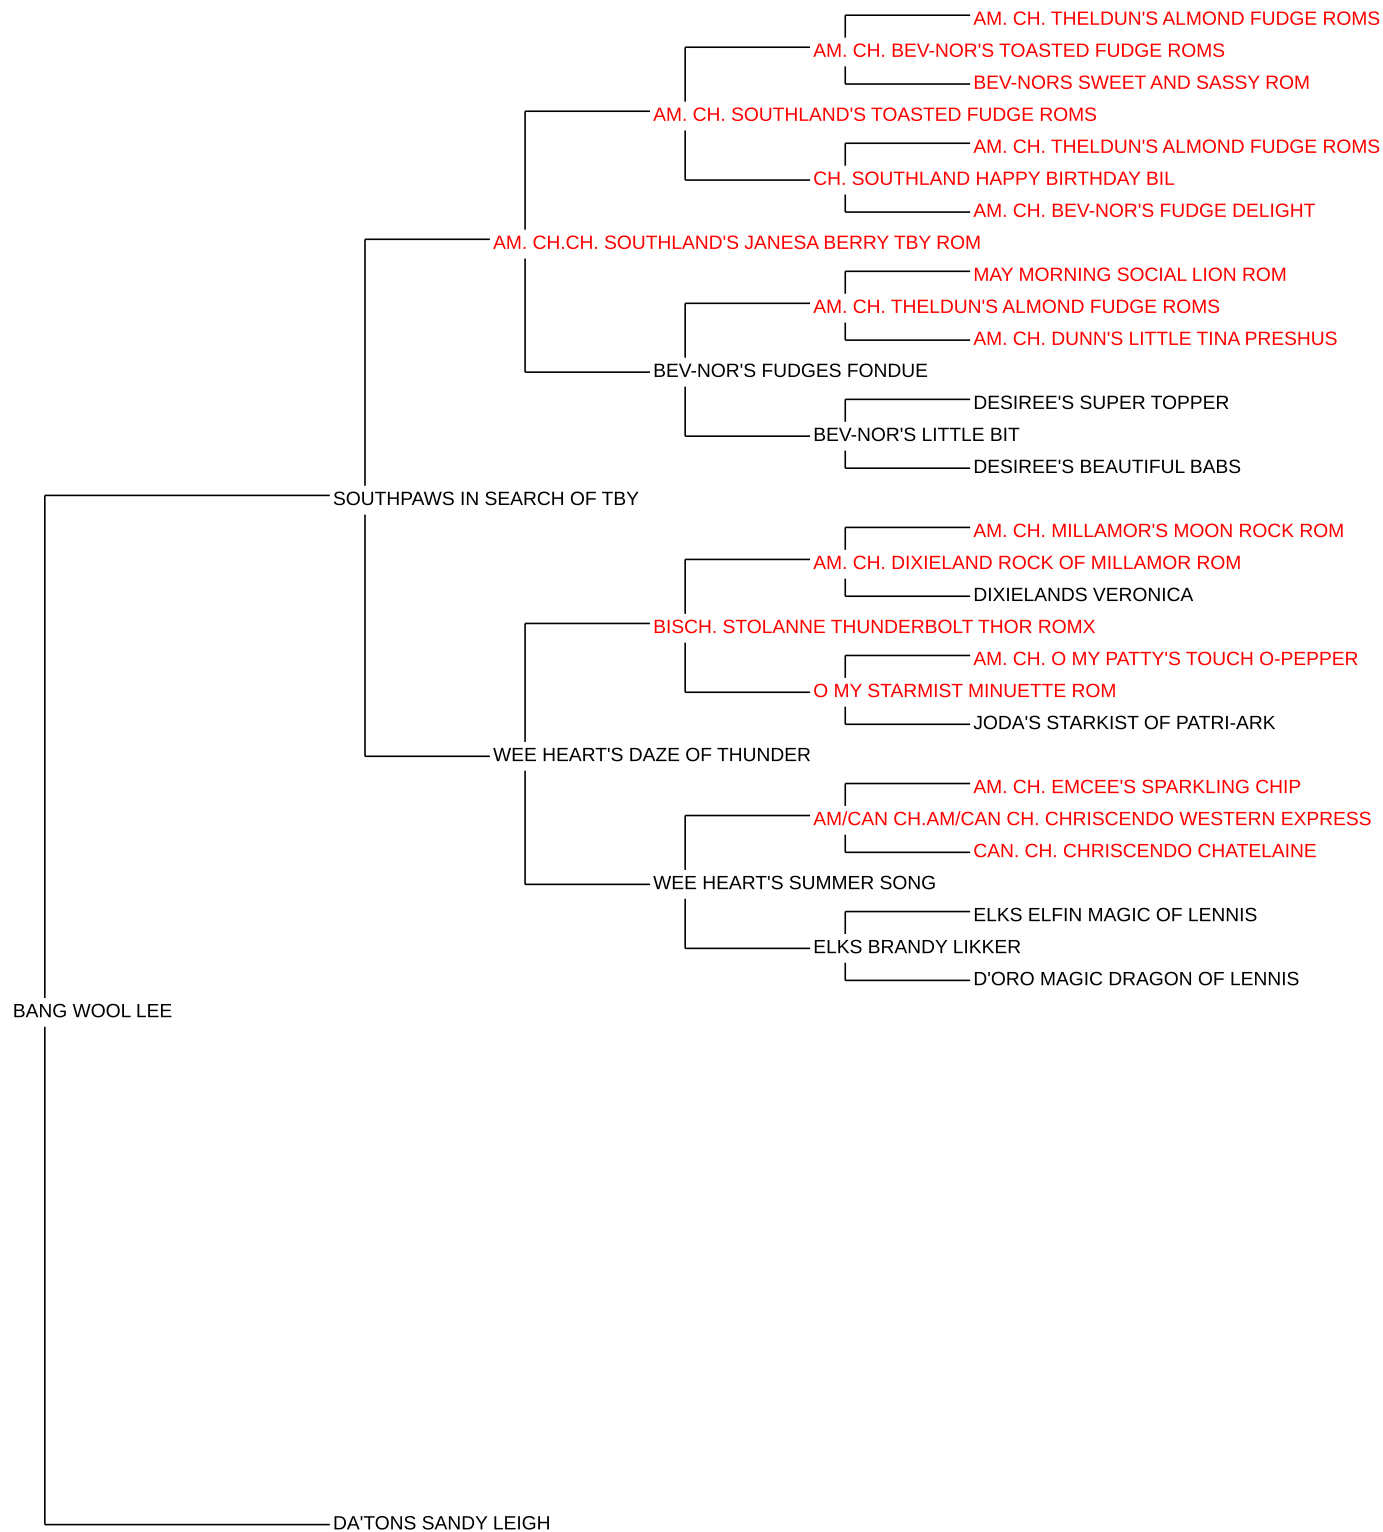 AM. CH. THELDUN'S ALMOND FUDGE ROMS
AM. CH. BEV-NOR'S TOASTED FUDGE ROMS
BEV-NORS SWEET AND SASSY ROM
AM. CH. SOUTHLAND'S TOASTED FUDGE ROMS
AM. CH. THELDUN'S ALMOND FUDGE ROMS
CH. SOUTHLAND HAPPY BIRTHDAY BIL
AM. CH. BEV-NOR'S FUDGE DELIGHT
AM. CH.CH. SOUTHLAND'S JANESA BERRY TBY ROM
MAY MORNING SOCIAL LION ROM
AM. CH. THELDUN'S ALMOND FUDGE ROMS
AM. CH. DUNN'S LITTLE TINA PRESHUS
BEV-NOR'S FUDGES FONDUE
DESIREE'S SUPER TOPPER
BEV-NOR'S LITTLE BIT
DESIREE'S BEAUTIFUL BABS
SOUTHPAWS IN SEARCH OF TBY
AM. CH. MILLAMOR'S MOON ROCK ROM
AM. CH. DIXIELAND ROCK OF MILLAMOR ROM
DIXIELANDS VERONICA
BISCH. STOLANNE THUNDERBOLT THOR ROMX
AM. CH. O MY PATTY'S TOUCH O-PEPPER
O MY STARMIST MINUETTE ROM
JODA'S STARKIST OF PATRI-ARK
WEE HEART'S DAZE OF THUNDER
AM. CH. EMCEE'S SPARKLING CHIP
AM/CAN CH.AM/CAN CH. CHRISCENDO WESTERN EXPRESS
CAN. CH. CHRISCENDO CHATELAINE
WEE HEART'S SUMMER SONG
ELKS ELFIN MAGIC OF LENNIS
ELKS BRANDY LIKKER
D'ORO MAGIC DRAGON OF LENNIS
BANG WOOL LEE
DA'TONS SANDY LEIGH